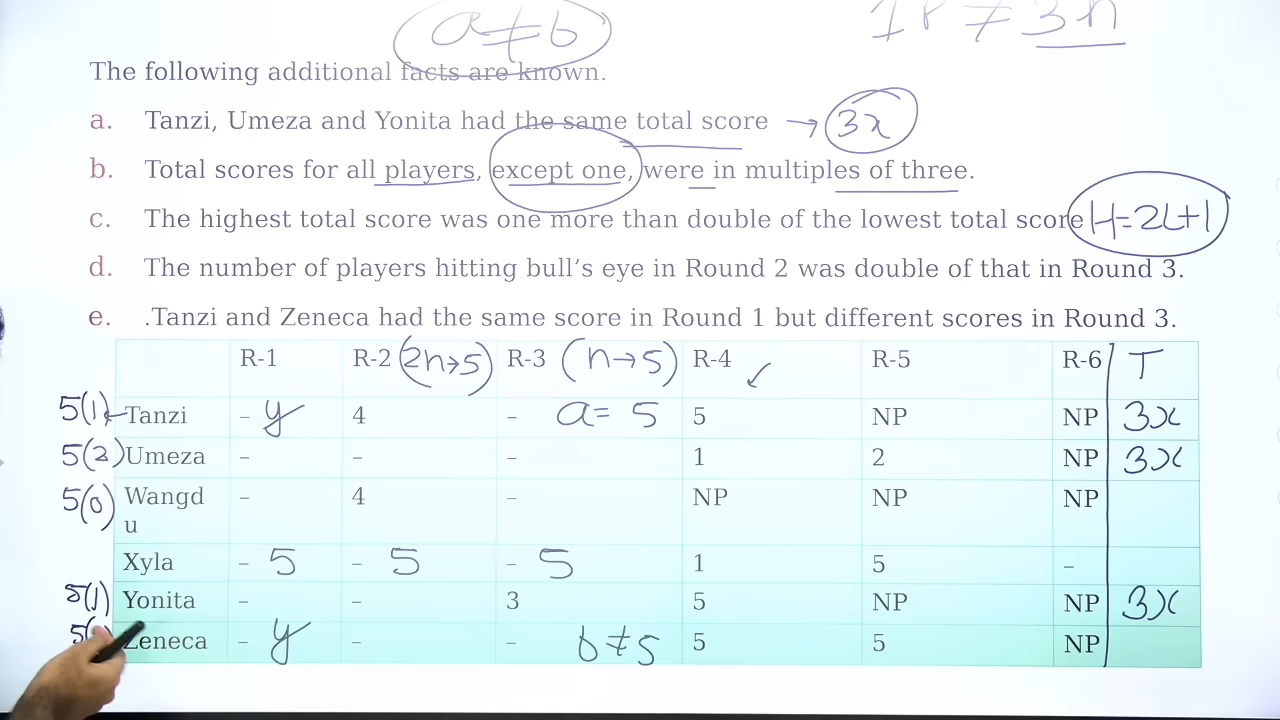 a≠b
1P ≠ 3n
The following additional facts are known.
a. Tanzi, Umeza and Yonita had the same total score → 3x
b. Total scores for all players, except one, were in multiples of three.
c. The highest total score was one more than double of the lowest total score H=2L+1
d. The number of players hitting bull's eye in Round 2 was double of that in Round 3.
e. .Tanzi and Zeneca had the same score in Round 1 but different scores in Round 3.
R-1 R-2 (2n→5) R-3 (n→5) R-4 ✓ R-5 R-6 T
5(1) Tanzi – y 4 – a= 5 5 NP NP 3x
5(2) Umeza – – – 1 2 NP 3x
5(0) Wangd – 4 – NP NP NP
u
Xyla – 5 – 5 – 5 1 5 –
5(1) Yonita – – 3 5 NP NP 3x
Zeneca – y – – b≠5 5 5 NP